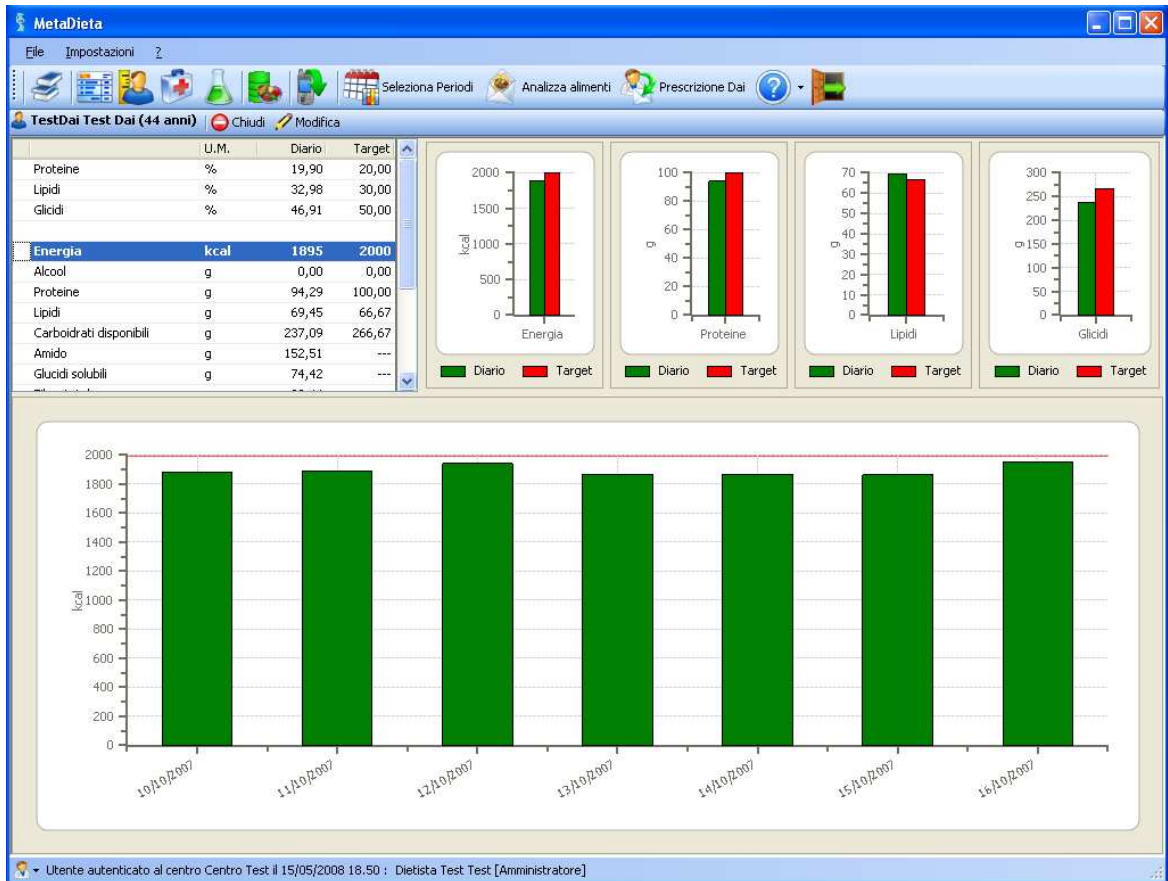 MetaDieta
File Impostazioni ?
Seleziona Periodi Analizza alimenti Prescrizione Dai
TestDai Test Dai (44 anni) Chiudi Modifica
U.M. Diario Target
Proteine % 19,90 20,00
Lipidi % 32,98 30,00
Glicidi % 46,91 50,00
Energia kcal 1895 2000
Alcool g 0,00 0,00
Proteine g 94,29 100,00
Lipidi g 69,45 66,67
Carboidrati disponibili g 237,09 266,67
Amido g 152,51 ---
Glucidi solubili g 74,42 ---
2000
1500
1000
500
0
kcal
Energia
Diario Target
100
80
60
40
20
0
g
Proteine
Diario Target
70
60
50
40
30
20
10
0
g
Lipidi
Diario Target
300
250
200
150
100
50
0
g
Glicidi
Diario Target
2000
1800
1600
1400
1200
1000
800
600
400
200
0
kcal
10/10/2007 11/10/2007 12/10/2007 13/10/2007 14/10/2007 15/10/2007 16/10/2007
Utente autenticato al centro Centro Test il 15/05/2008 18.50 : Dietista Test Test [Amministratore]